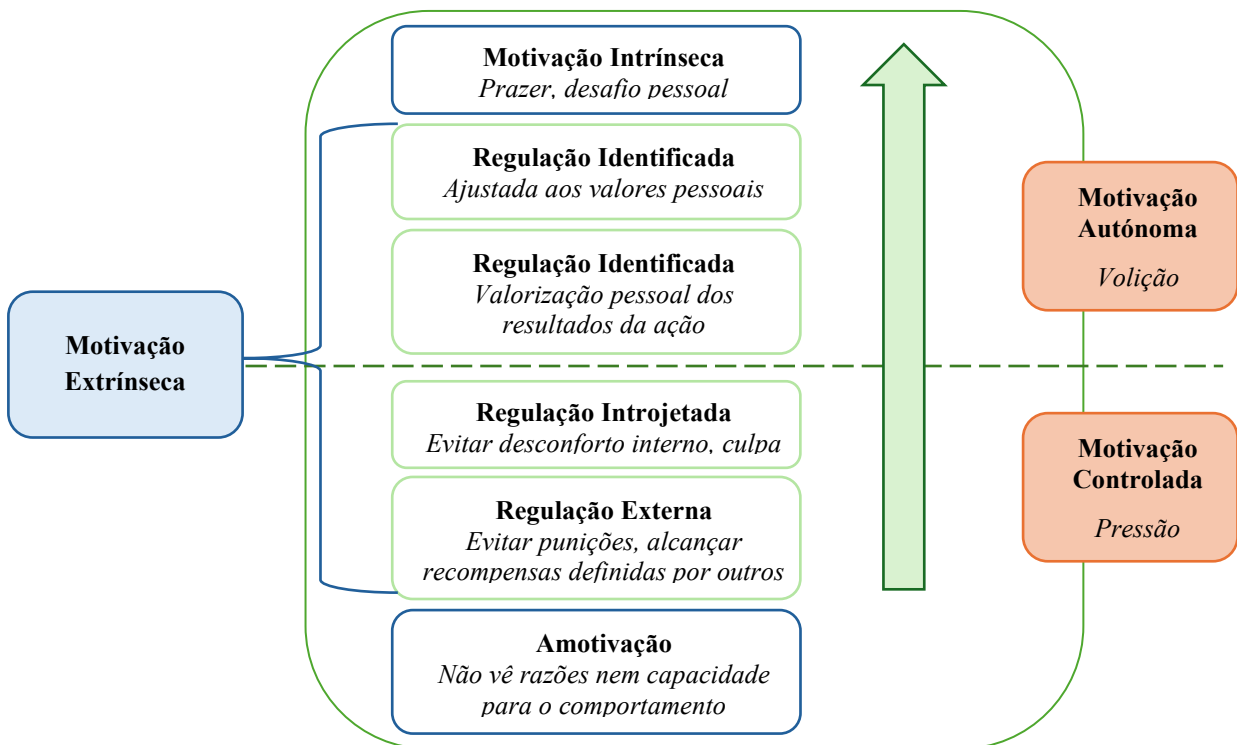 Motivação Intrínseca
Prazer, desafio pessoal
Regulação Identificada
Ajustada aos valores pessoais
Regulação Identificada
Valorização pessoal dos
resultados da ação
Motivação
Extrínseca
Regulação Introjetada
Evitar desconforto interno, culpa
Regulação Externa
Evitar punições, alcançar
recompensas definidas por outros
Amotivação
Não vê razões nem capacidade
para o comportamento
Motivação
Autónoma
Volição
Motivação
Controlada
Pressão